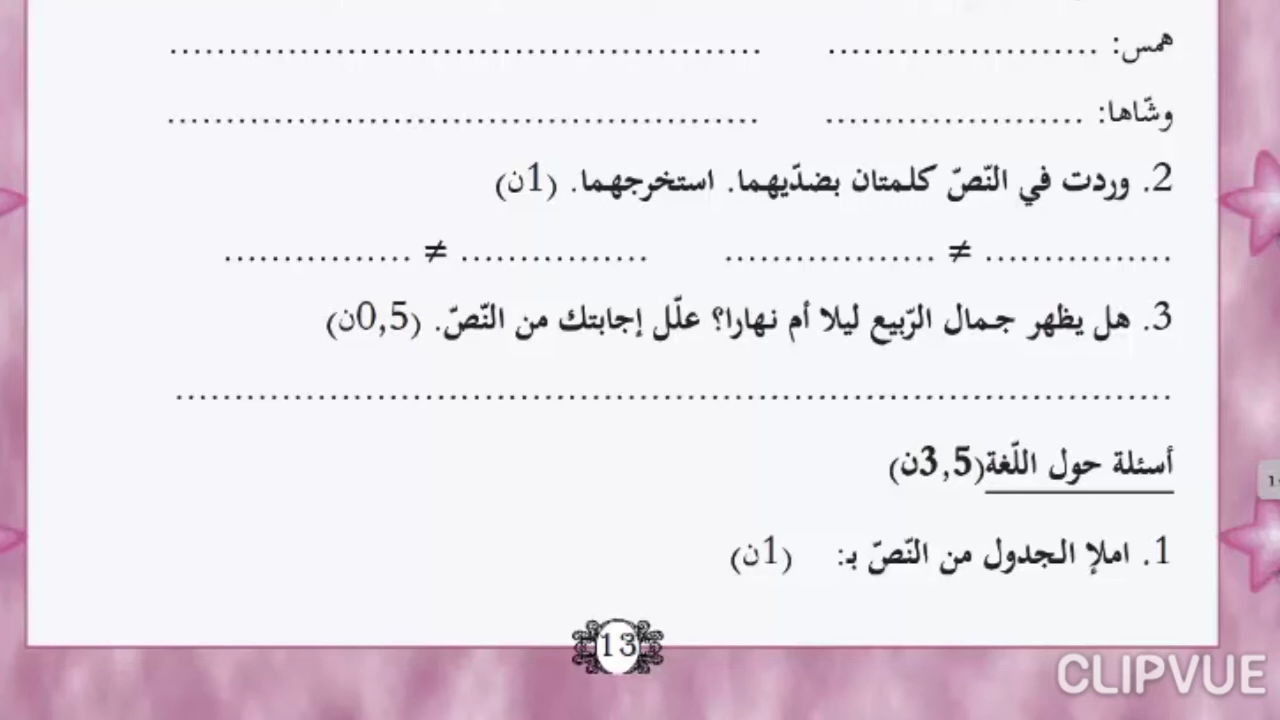 همس: ...................... ..................................................
وشّاها: ...................... ..................................................
2. وردت في النّصّ كلمتان بضدّيهما. استخرجهما. (1ن)
................ ≠ .................. ................ ≠ ................
3. هل يظهر جمال الرّبيع ليلا أم نهارا؟ علّل إجابتك من النّصّ. (0,5ن)
....................................................................................
أسئلة حول اللّغة(3,5ن)
1. املإ الجدول من النّصّ بـ: (1ن)
13
CLIPVUE